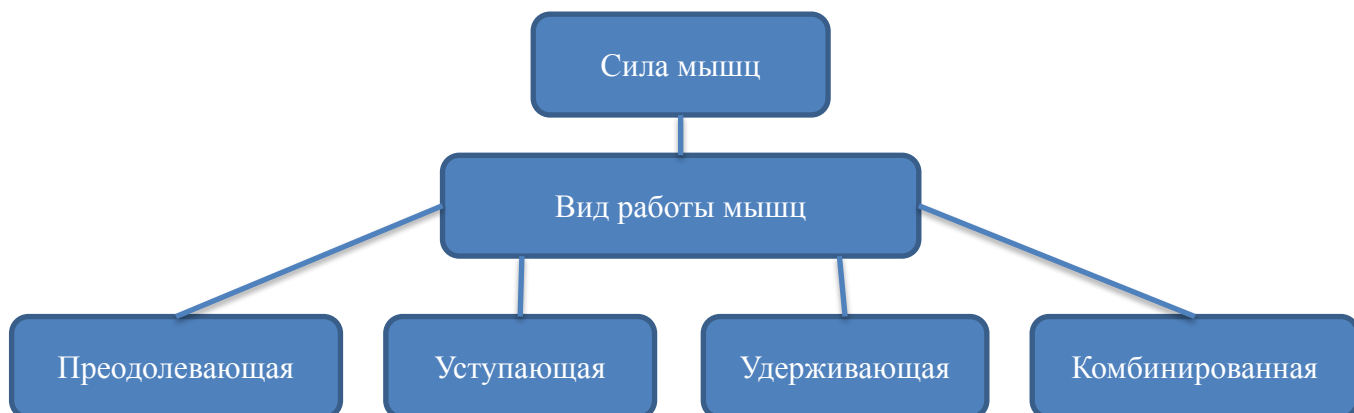 Сила мышц
Вид работы мышц
Преодолевающая
Уступающая
Удерживающая
Комбинированная